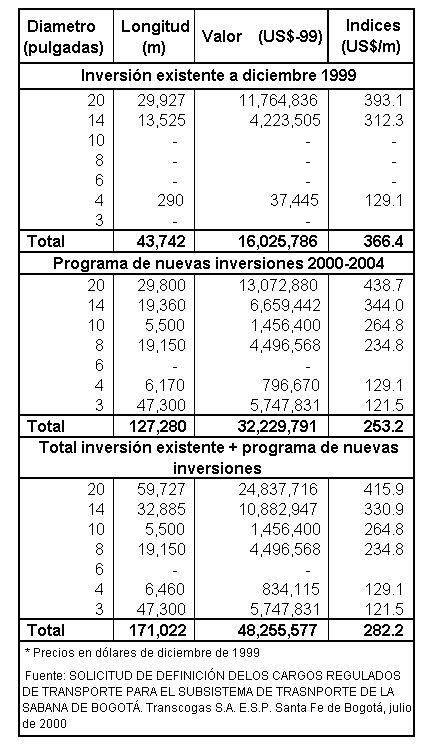 Diametro Longitud Valor (US$-99) Indices
(pulgadas) (m) (US$/m)
Inversión existente a diciembre 1999
20 29,927 11,764,836 393.1
14 13,525 4,223,505 312.3
10 - - -
8 - - -
6 - - -
4 290 37,445 129.1
3 - - 
Total 43,742 16,025,786 366.4
Programa de nuevas inversiones 2000-2004
20 29,800 13,072,880 438.7
14 19,360 6,659,442 344.0
10 5,500 1,456,400 264.8
8 19,150 4,496,568 234.8
6 - - 
4 6,170 796,670 129.1
3 47,300 5,747,831 121.5
Total 127,280 32,229,791 253.2
Total inversión existente + programa de nuevas
inversiones
20 59,727 24,837,716 415.9
14 32,885 10,882,947 330.9
10 5,500 1,456,400 264.8
8 19,150 4,496,568 234.8
6 - - 
4 6,460 834,115 129.1
3 47,300 5,747,831 121.5
Total 171,022 48,255,577 282.2
* Precios en dólares de diciembre de 1999
Fuente: SOLICITUD DE DEFINICIÓN DELOS CARGOS REGULADOS
DE TRANSPORTE PARA EL SUBSISTEMA DE TRASNPORTE DE LA
SABANA DE BOGOTÁ. Transcogas S.A. E.S.P. Santa Fe de Bogotá, julio
de 2000